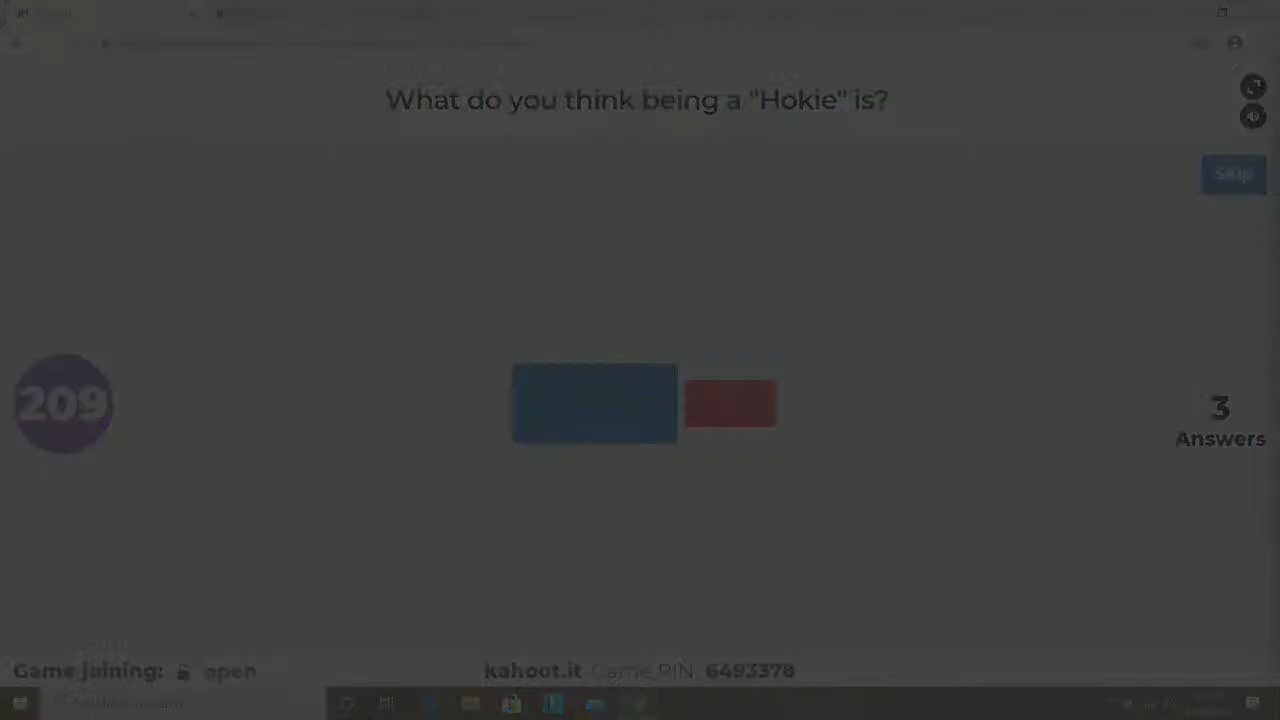 What do you think being a "Hokie" is?
Skip
209
3
Answers
Game joining: open
kahoot.it Game PIN: 6493378